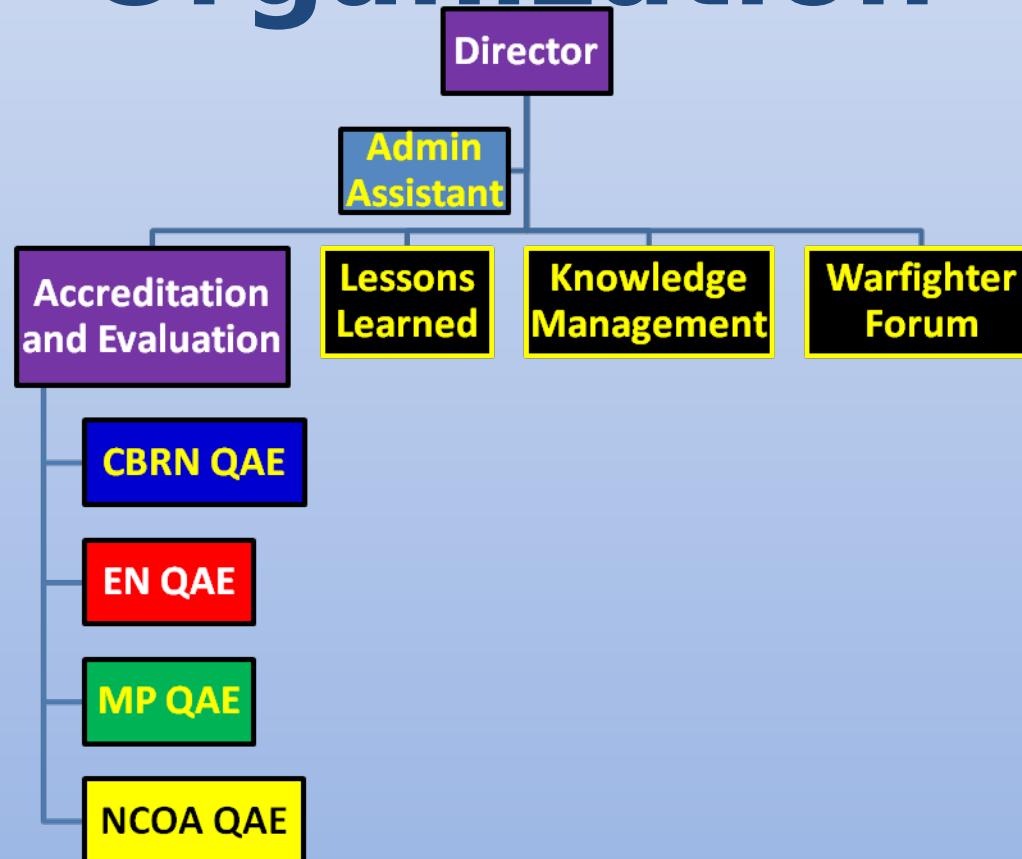 Organization
Director
Admin
Assistant
Accreditation
and Evaluation
Lessons
Learned
Knowledge
Management
Warfighter
Forum
CBRN QAE
EN QAE
MP QAE
NCOA QAE